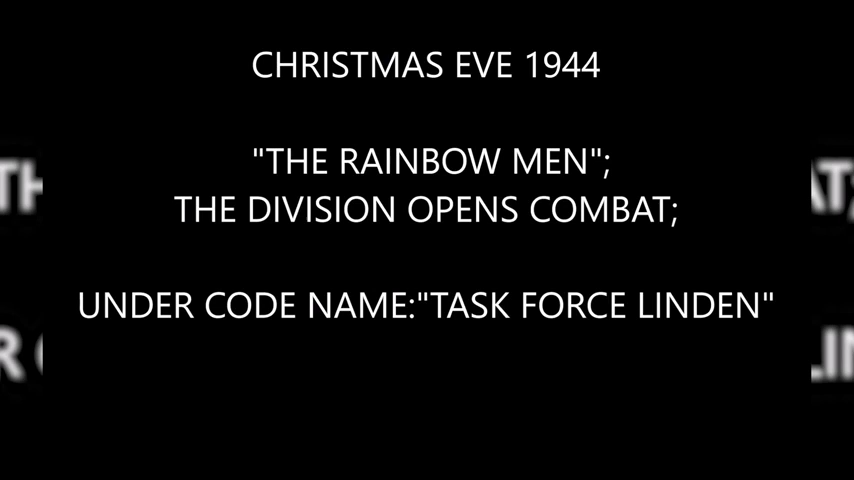 CHRISTMAS EVE 1944
"THE RAINBOW MEN";
THE DIVISION OPENS COMBAT;
UNDER CODE NAME:"TASK FORCE LINDEN"